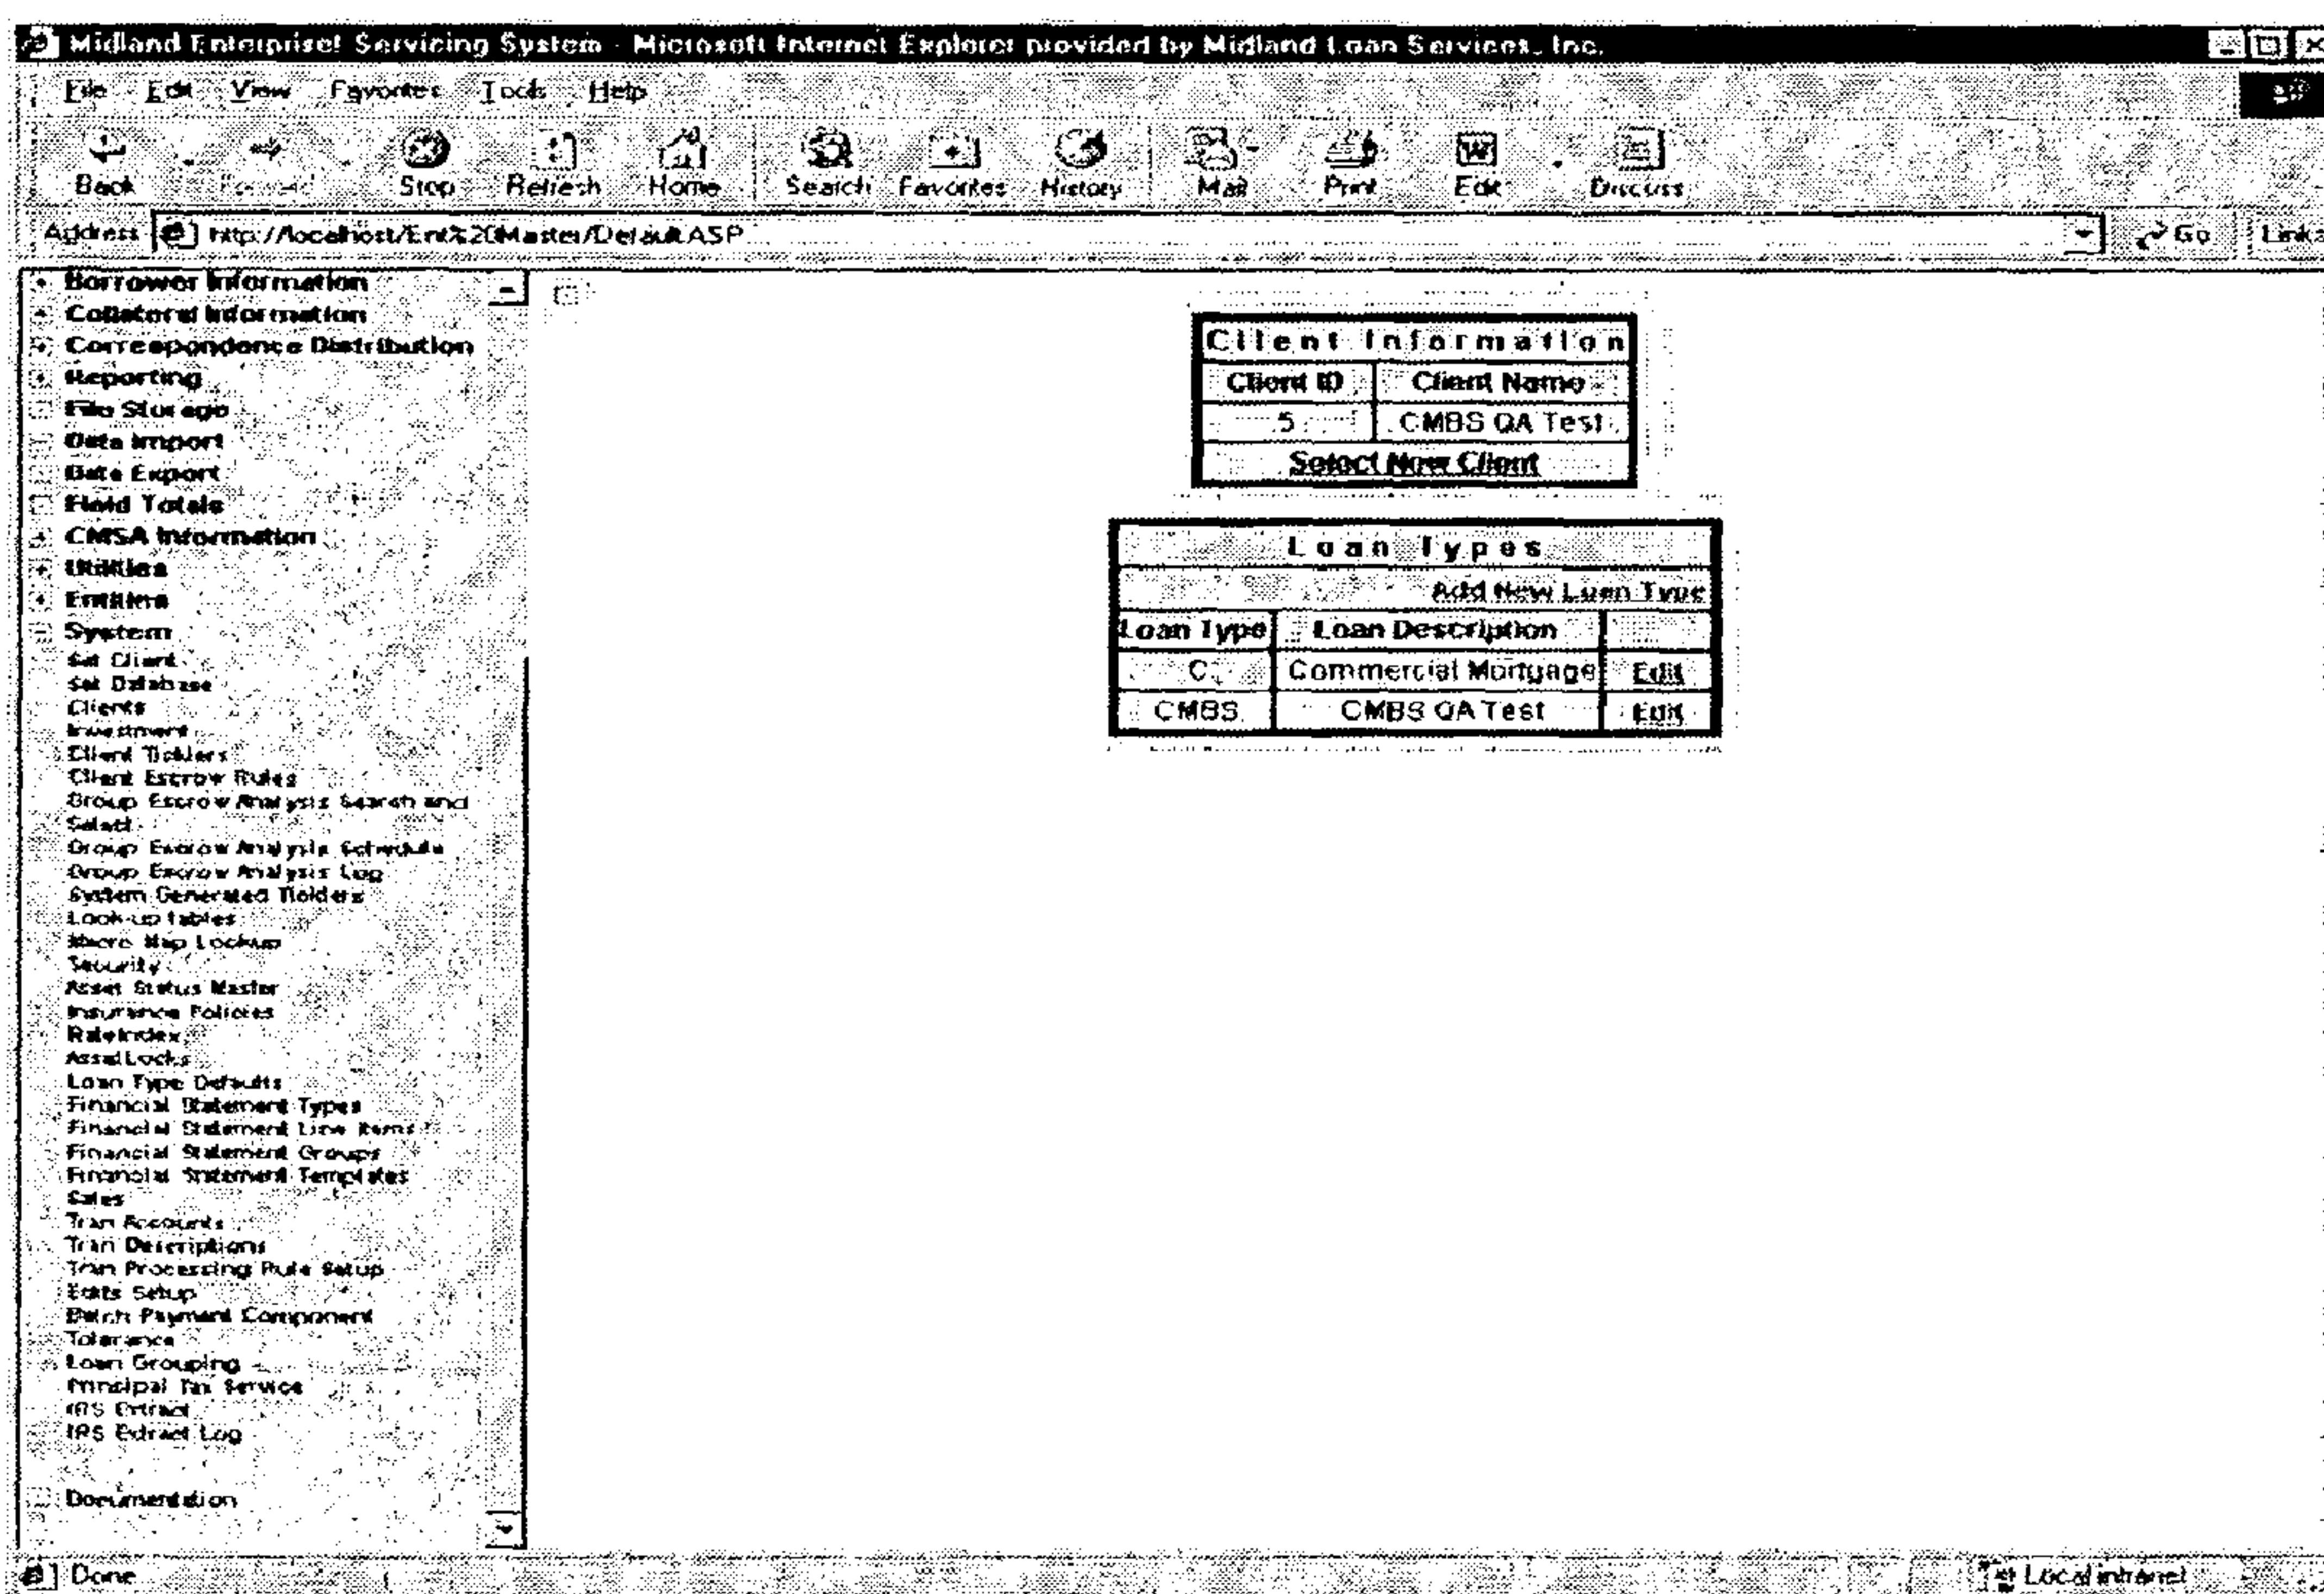 Midland Enterprise! Servicing System - Microsoft Internet Explorer provided by Midland Loan Services, Inc.
File Edit View Favorites Tools Help
Back Forward Stop Refresh Home Search Favorites History Mail Print Edit Discuss
Address http://localhost/Ent%20Master/Default.ASP Go Links
Borrower Information
Collateral Information
Correspondence Distribution
Reporting
File Storage
Data Import
Data Export
Field Totals
CMSA Information
Utilities
Entities
System
Set Client
Set Database
Clients
Investment
Client Ticklers
Client Escrow Rules
Group Escrow Analysis Search and
Select
Group Escrow Analysis Schedule
Group Escrow Analysis Log
System Generated Ticklers
Look-up tables
Macro Map Lookup
Security
Asset Status Master
Insurance Policies
RateIndex
AssetLocks
Loan Type Defaults
Financial Statement Types
Financial Statement Line Items
Financial Statement Groups
Financial Statement Templates
Sales
Tran Accounts
Tran Descriptions
Tran Processing Rule Setup
Edits Setup
Batch Payment Component
Tolerance
Loan Grouping
Principal Tax Service
IRS Extract
IRS Extract Log
Documentation
Client Information
Client ID Client Name
5 CMBS QA Test
Select New Client
Loan Types
Add New Loan Type
Loan Type Loan Description
C Commercial Mortgage Edit
CMBS CMBS QA Test Edit
Done Local intranet